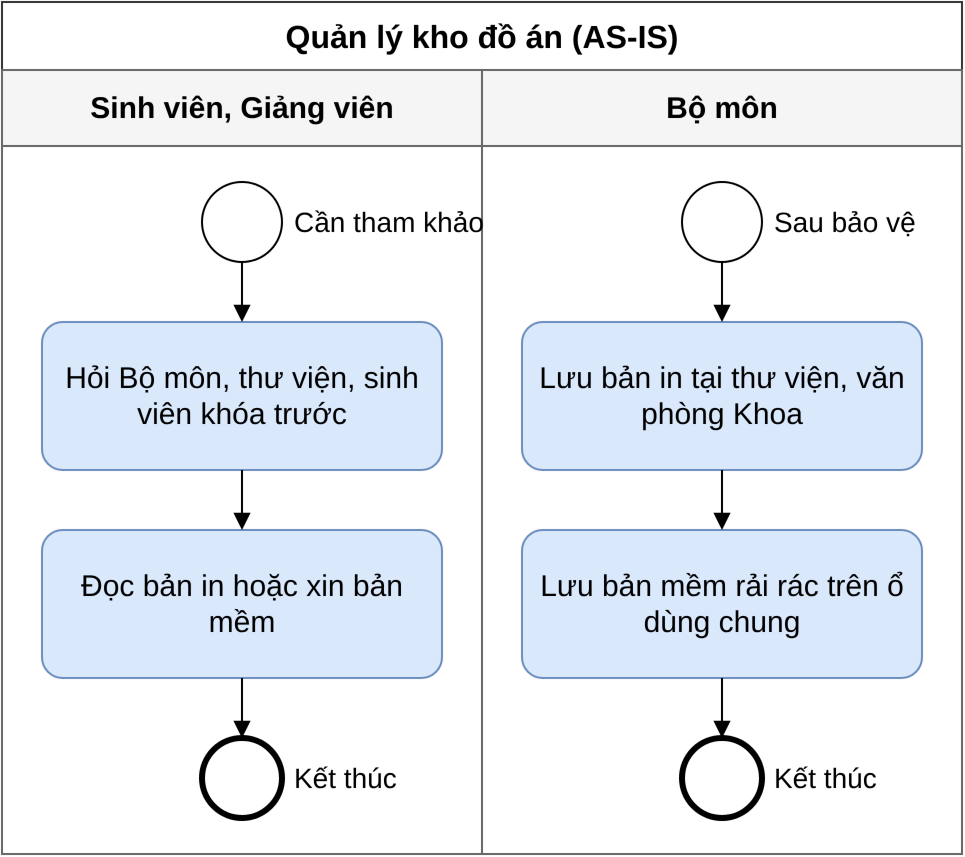 Quản lý kho đồ án (AS-IS)
Sinh viên, Giảng viên
Bộ môn
Cần tham khảo
Sau bảo vệ
Hỏi Bộ môn, thư viện, sinh
viên khóa trước
Lưu bản in tại thư viện, văn
phòng Khoa
Đọc bản in hoặc xin bản
mềm
Lưu bản mềm rải rác trên ổ
dùng chung
Kết thúc
Kết thúc